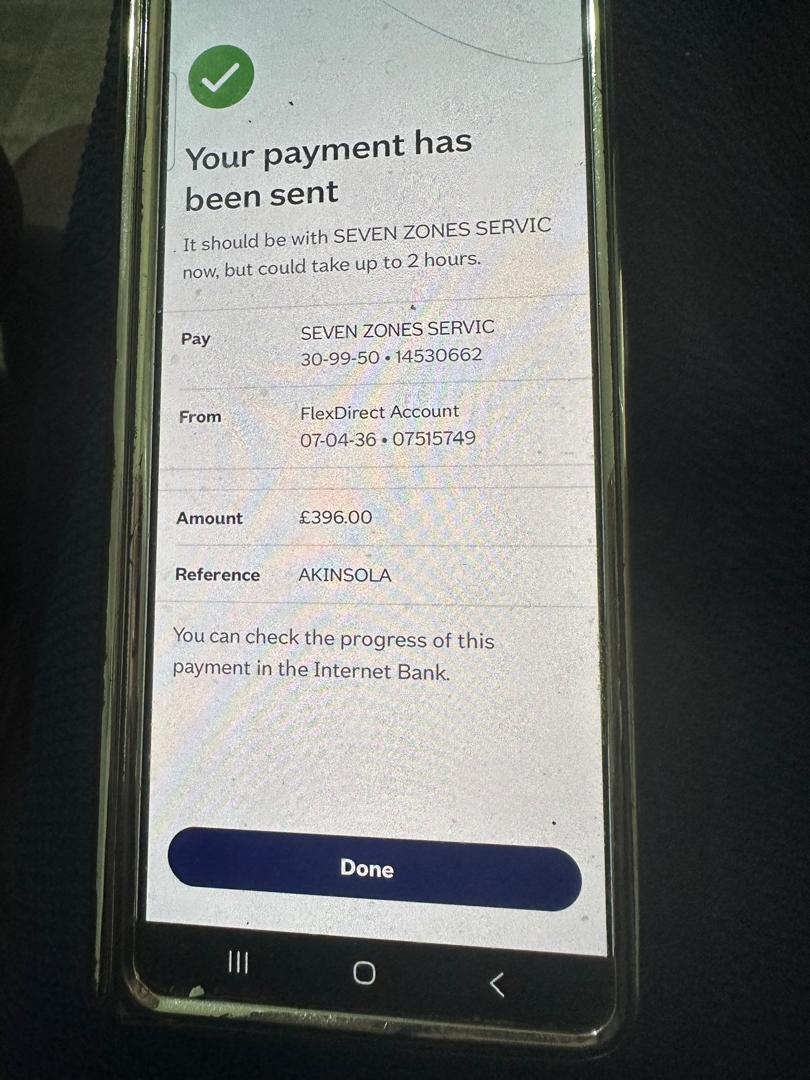 Your payment has
been sent
It should be with SEVEN ZONES SERVIC
now, but could take up to 2 hours.
Pay
SEVEN ZONES SERVIC
30-99-50 • 14530662
From
FlexDirect Account
07-04-36 • 07515749
Amount
£396.00
Reference
AKINSOLA
You can check the progress of this
payment in the Internet Bank.
Done